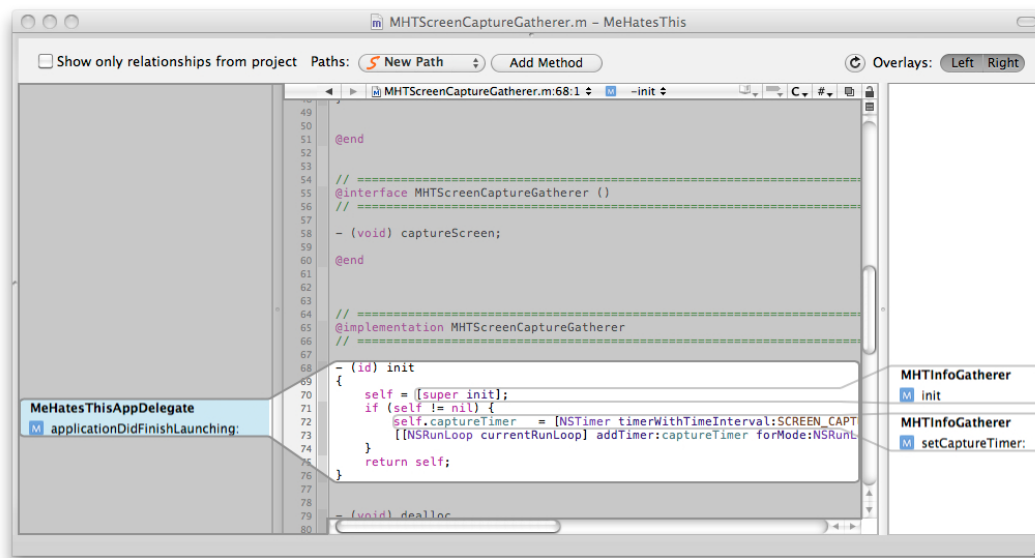 MHTScreenCaptureGatherer.m – MeHatesThis
Show only relationships from project Paths: New Path Add Method Overlays: Left Right
MHTScreenCaptureGatherer.m:68:1 M -init C #
49
50
51 @end
52
53
54 // ================================================================
55 @interface MHTScreenCaptureGatherer ()
56 // ================================================================
57
58 - (void) captureScreen;
59
60 @end
61
62
63
64 // ================================================================
65 @implementation MHTScreenCaptureGatherer
66 // ================================================================
67
68 - (id) init
69 {
70 self = [super init];
71 if (self != nil) {
72 self.captureTimer = [NSTimer timerWithTimeInterval:SCREEN_CAPT
73 [[NSRunLoop currentRunLoop] addTimer:captureTimer forMode:NSRunL
74 }
75 return self;
76 }
77
78
79 - (void) dealloc
80
MeHatesThisAppDelegate
M applicationDidFinishLaunching:
MHTInfoGatherer
M init
MHTInfoGatherer
M setCaptureTimer: